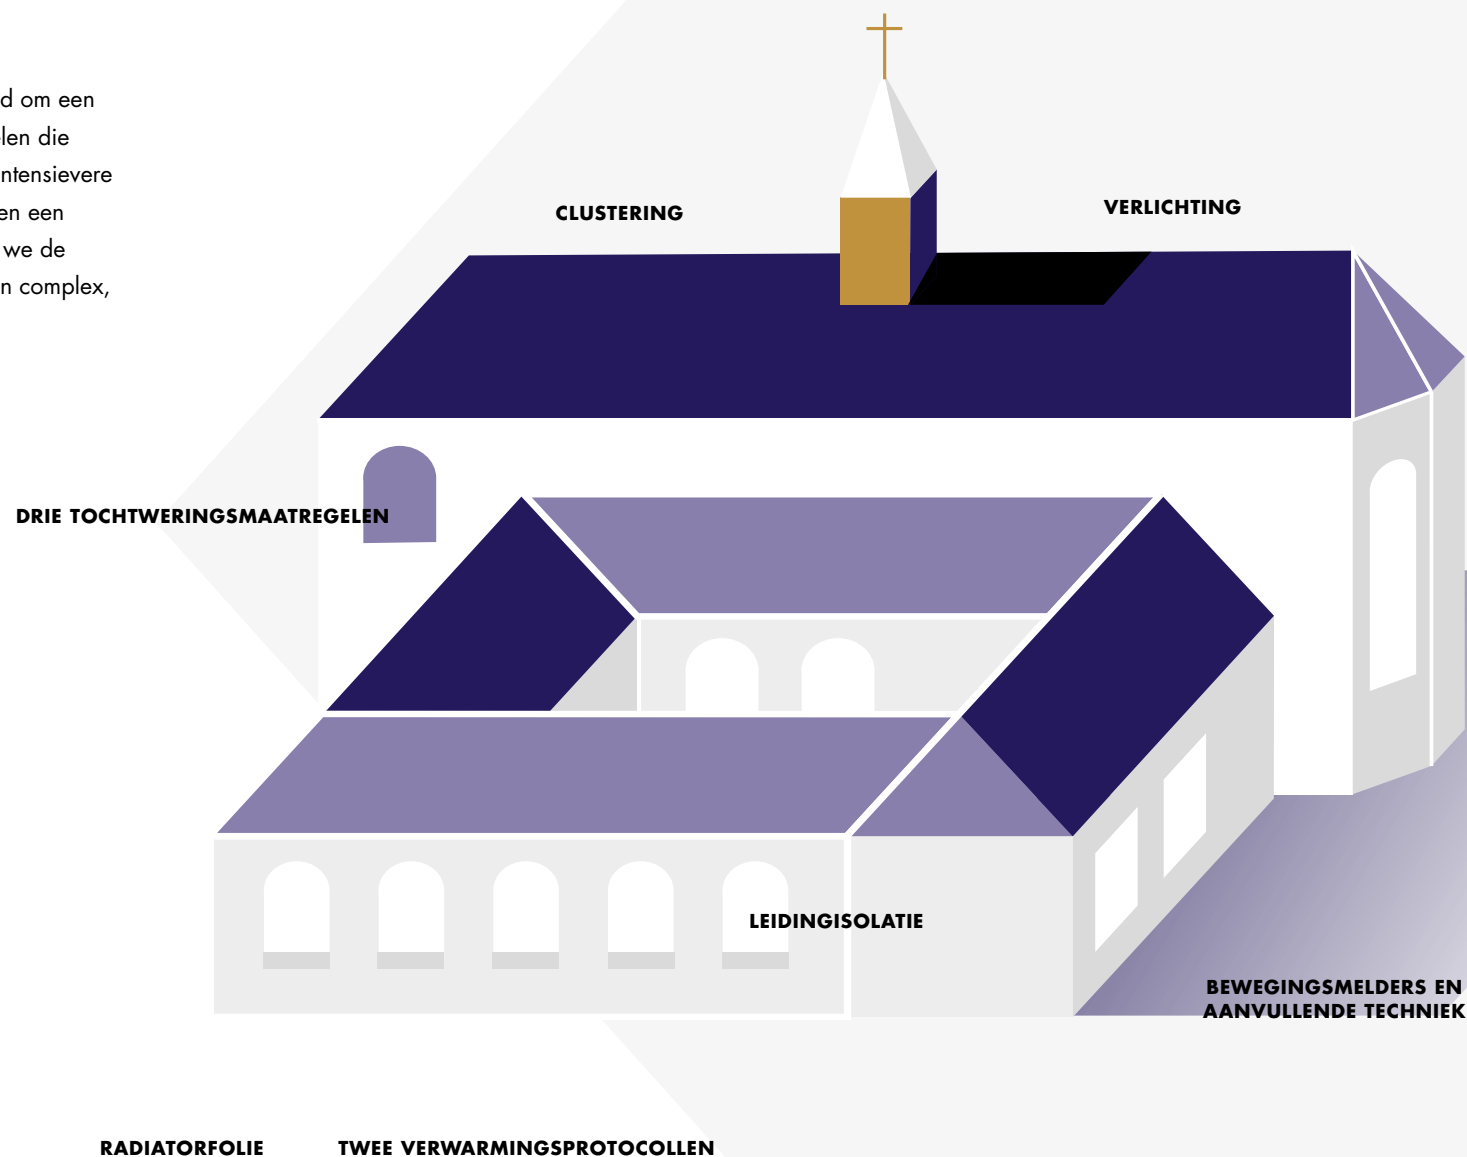 d om een
len die
ntensievere
en een
we de
n complex,
CLUSTERING
VERLICHTING
DRIE TOCHTWERINGSMAATREGELEN
LEIDINGISOLATIE
BEWEGINGSMELDERS EN
AANVULLENDE TECHNIEK
RADIATORFOLIE
TWEE VERWARMINGSPROTOCOLLEN